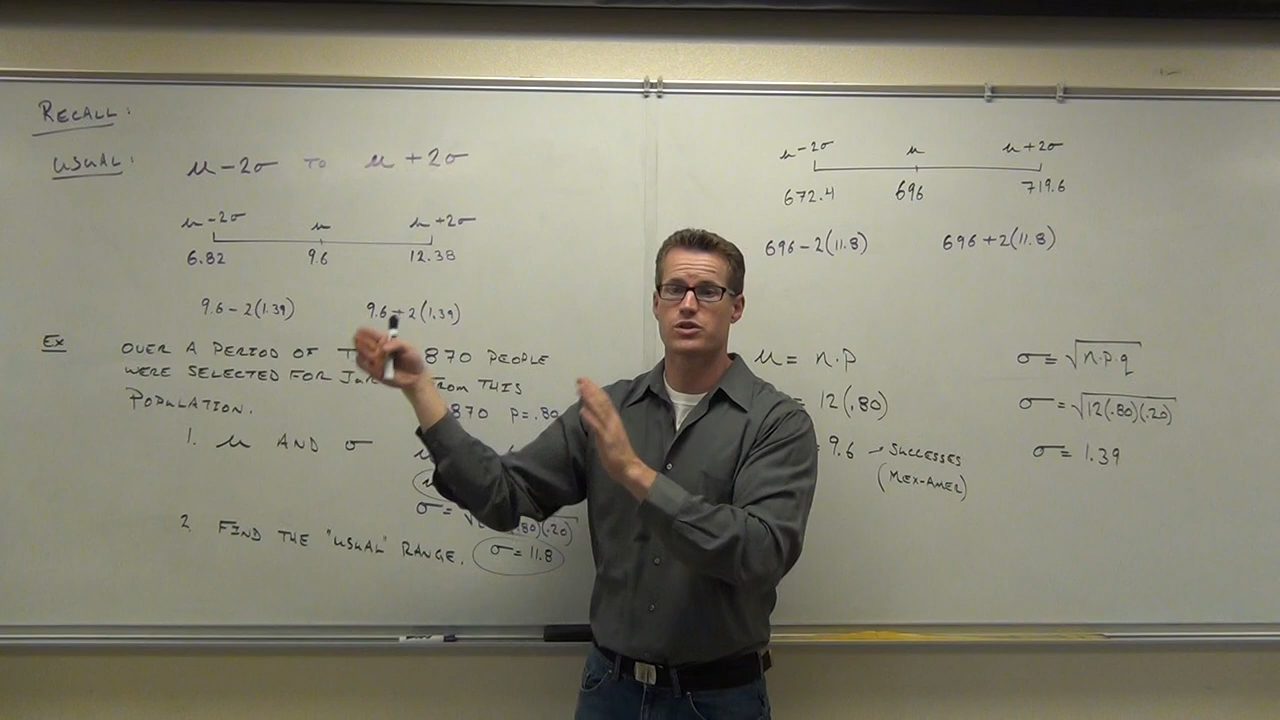 RECALL:
USUAL: μ-2σ TO μ+2σ
μ-2σ μ μ+2σ
6.82 9.6 12.38
9.6-2(1.39) 9.6+2(1.39)
EX OVER A PERIOD OF 870 PEOPLE
WERE SELECTED FOR FROM THIS
POPULATION. 870 P=.80
1. μ AND σ
σ= .80)(.20)
2. FIND THE "USUAL" RANGE. σ=11.8
μ-2σ μ μ+2σ
672.4 696 719.6
696-2(11.8) 696+2(11.8)
μ= n.p
= 12(.80)
= 9.6 → SUCCESSES
(MEX-AMER)
σ=√n.p.q
σ=√12(.80)(.20)
σ= 1.39